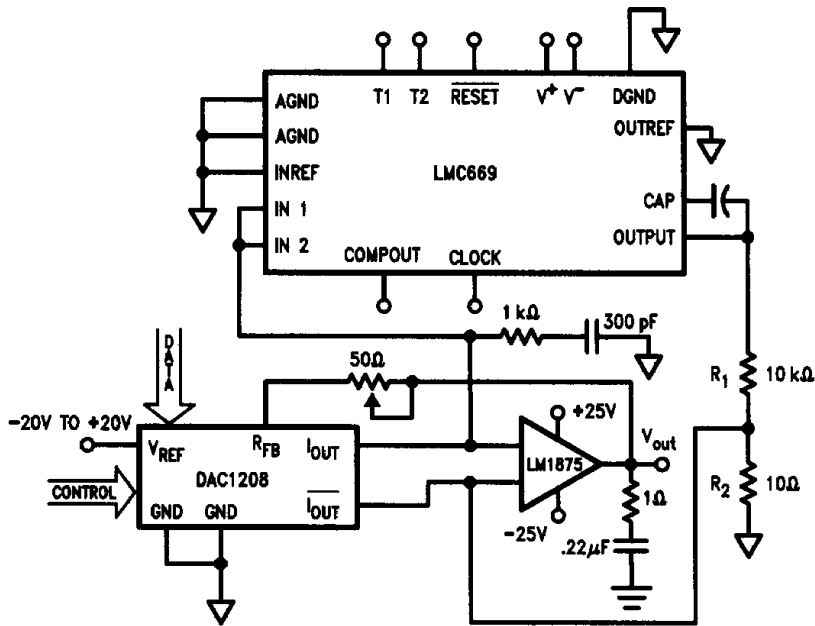 T1 T2 RESET V+ V- DGND
AGND
AGND
INREF
IN 1
IN 2
LMC669
OUTREF
CAP
OUTPUT
COMPOUT CLOCK
1 kΩ 300 pF
DATA
50Ω
R1 10 kΩ
-20V TO +20V
+25V
VREF RFB IOUT
Vout
LM1875
DAC1208
CONTROL
R2 10Ω
1Ω
GND GND IOUT
-25V
.22μF